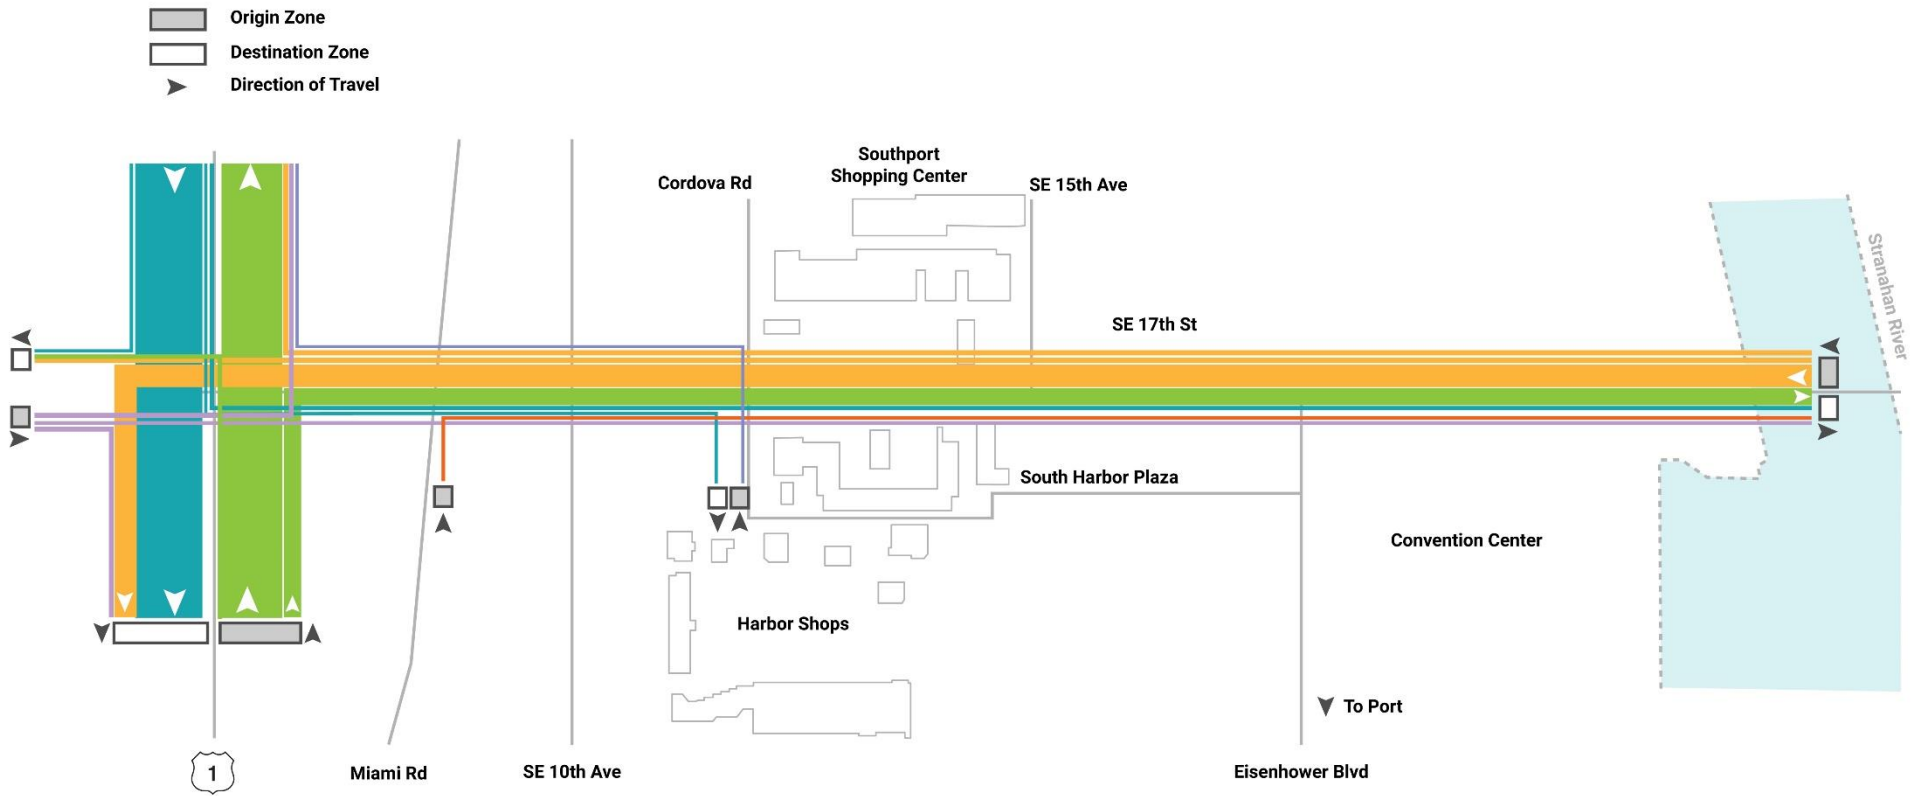 Origin Zone
Destination Zone
Direction of Travel
Southport
Shopping Center
Cordova Rd
SE 15th Ave
SE 17th St
Stranahan River
South Harbor Plaza
Convention Center
Harbor Shops
To Port
1
Miami Rd
SE 10th Ave
Eisenhower Blvd